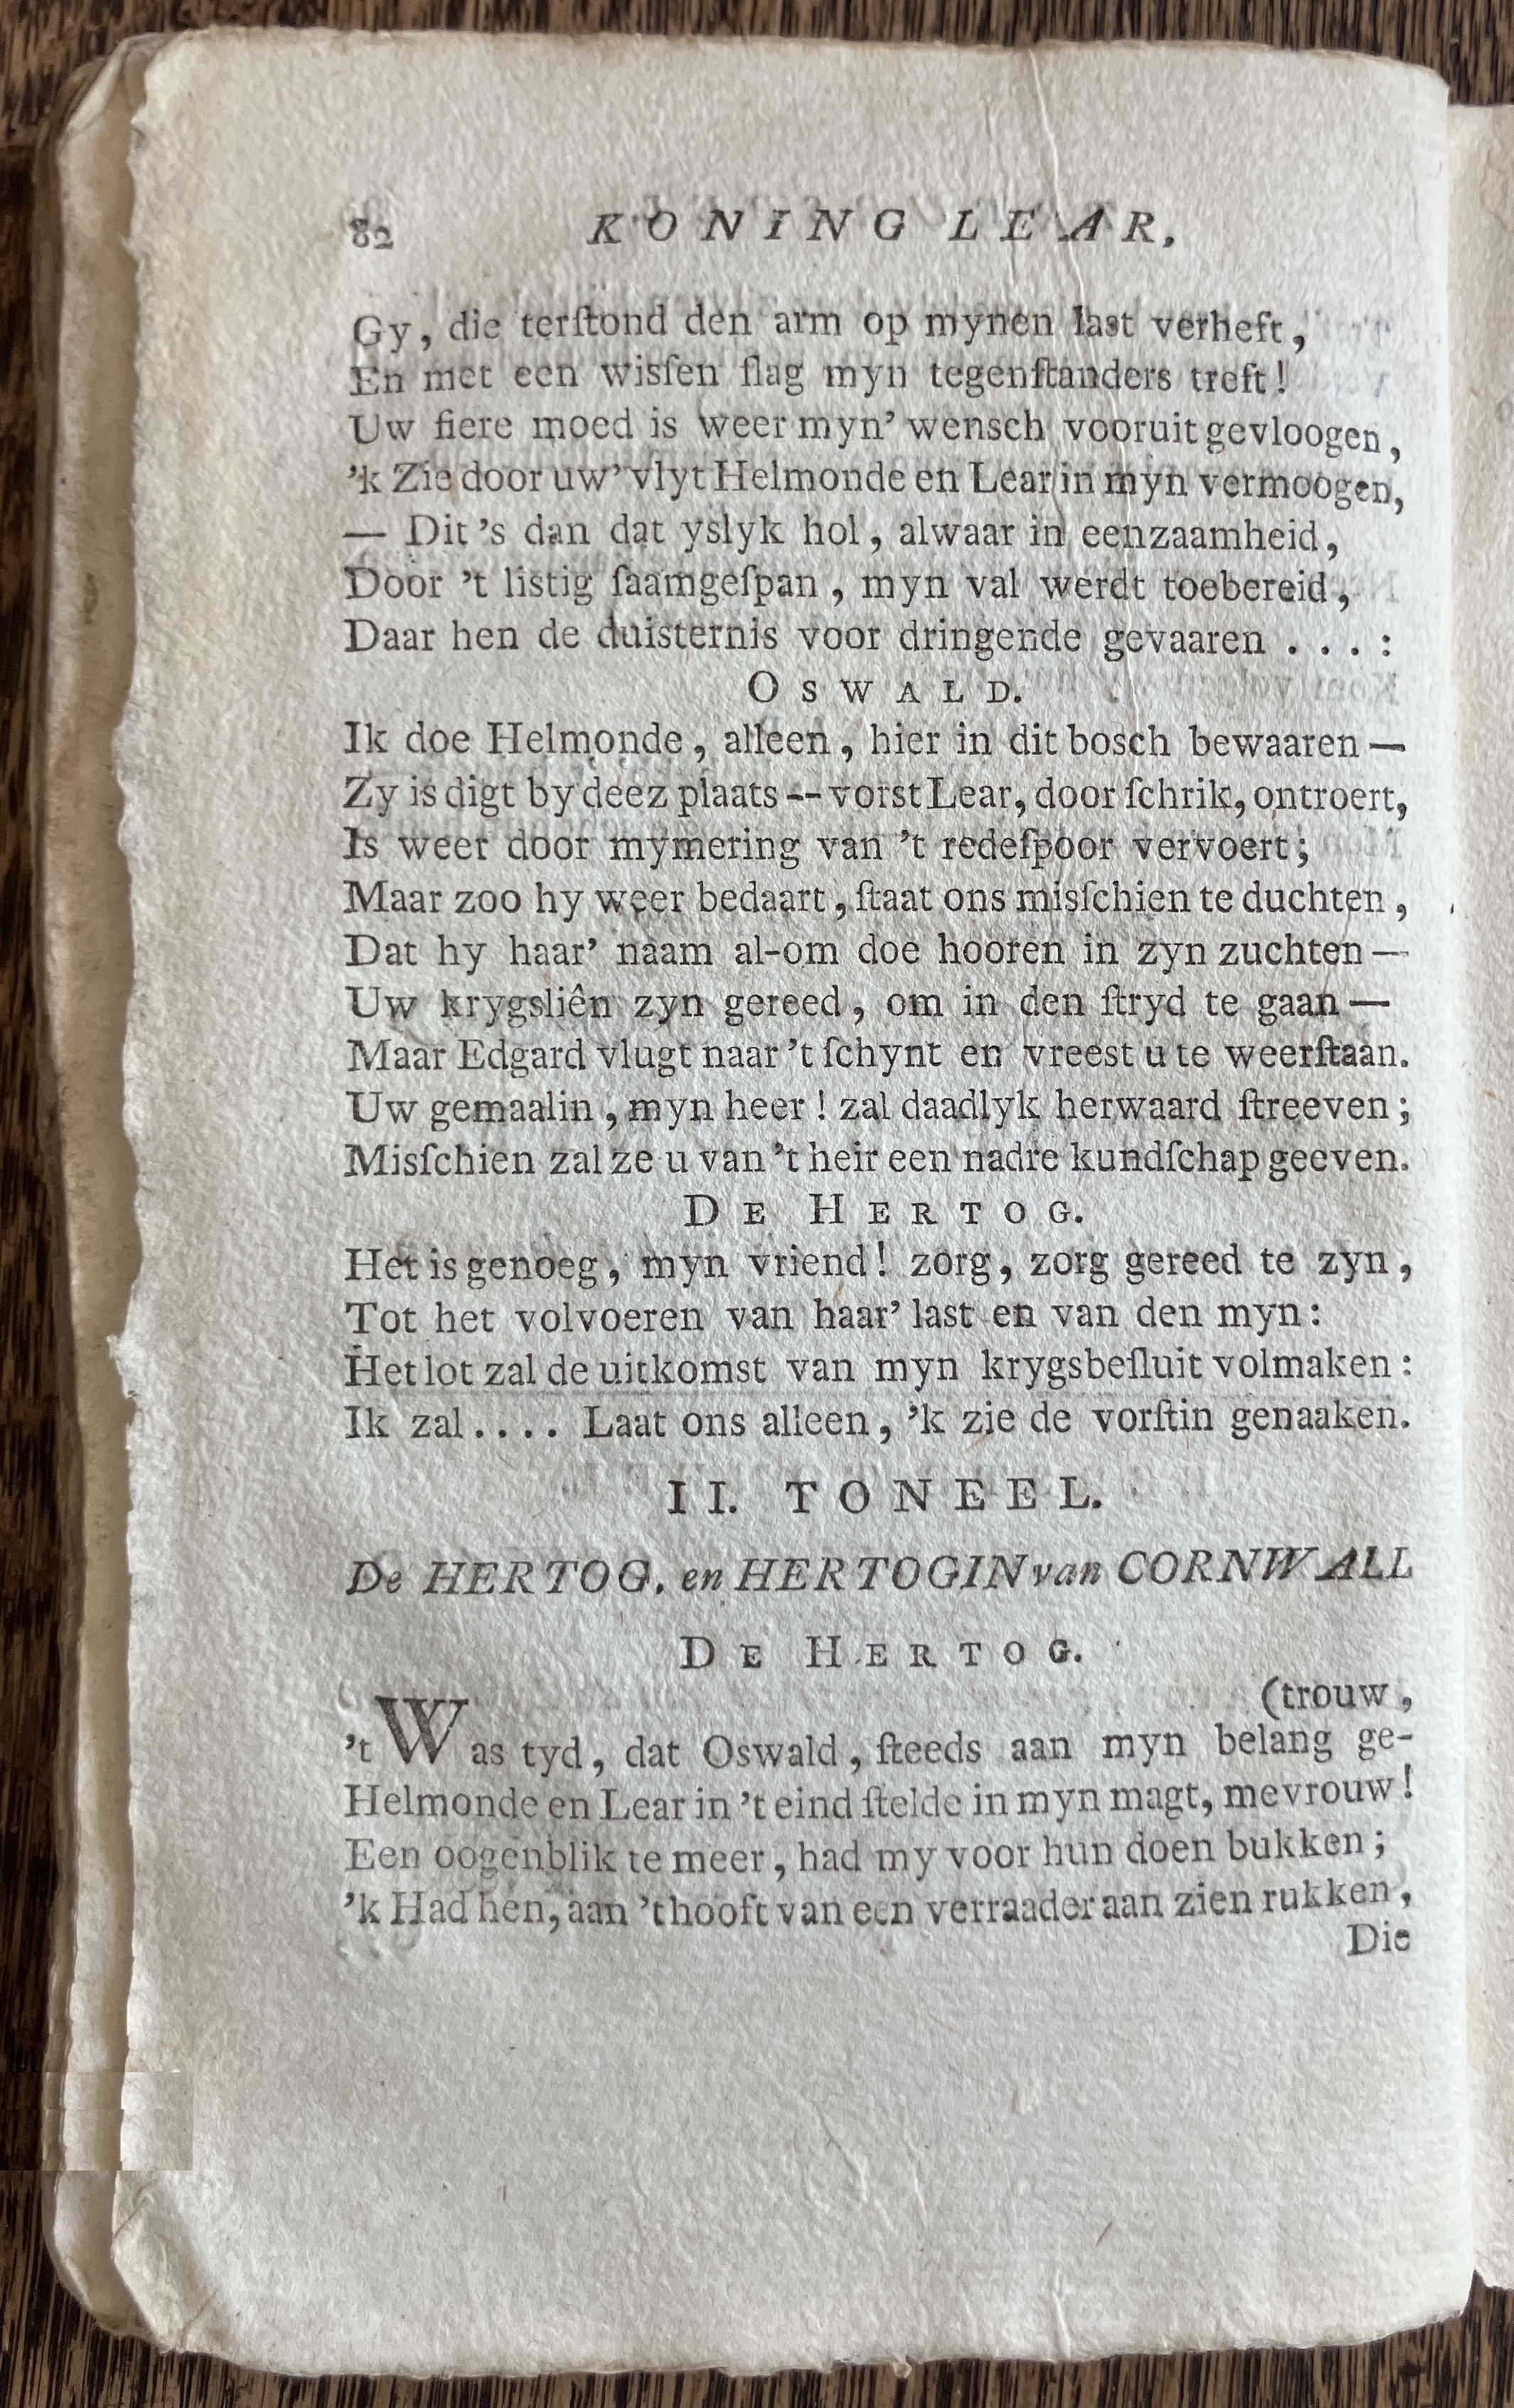 82 KONING LEAR.
Gy, die terſtond den arm op mynen last verheft,
En met een wisſen ſlag myn tegenſtanders treft!
Uw fiere moed is weer myn’ wensch vooruit gevloogen,
’k Zie door uw’ vlyt Helmonde en Lear in myn vermoogen,
— Dit ’s dan dat yslyk hol, alwaar in eenzaamheid,
Door ’t listig ſaamgeſpan, myn val werdt toebereid,
Daar hen de duisternis voor dringende gevaaren . . . :
OSWALD.
Ik doe Helmonde, alleen, hier in dit bosch bewaaren —
Zy is digt by deez plaats -- vorst Lear, door ſchrik, ontroert,
Is weer door mymering van ’t redeſpoor vervoert;
Maar zoo hy weer bedaart, ſtaat ons misſchien te duchten,
Dat hy haar’ naam al-om doe hooren in zyn zuchten —
Uw krygsliên zyn gereed, om in den ſtryd te gaan —
Maar Edgard vlugt naar ’t ſchynt en vreest u te weerſtaan.
Uw gemaalin, myn heer! zal daadlyk herwaard ſtreeven;
Misſchien zal ze u van ’t heir een nadre kundſchap geeven.
DE HERTOG.
Het is genoeg, myn vriend! zorg, zorg gereed te zyn,
Tot het volvoeren van haar’ last en van den myn:
Het lot zal de uitkomst van myn krygsbeſluit volmaken:
Ik zal.... Laat ons alleen, ’k zie de vorſtin genaaken.
II. TONEEL.
De HERTOG. en HERTOGIN van CORNWALL
DE HERTOG.
(trouw,
’t Was tyd, dat Oswald, ſteeds aan myn belang ge-
Helmonde en Lear in ’t eind ſtelde in myn magt, mevrouw!
Een oogenblik te meer, had my voor hun doen bukken;
’k Had hen, aan ’t hooft van een verraader aan zien rukken,
Die